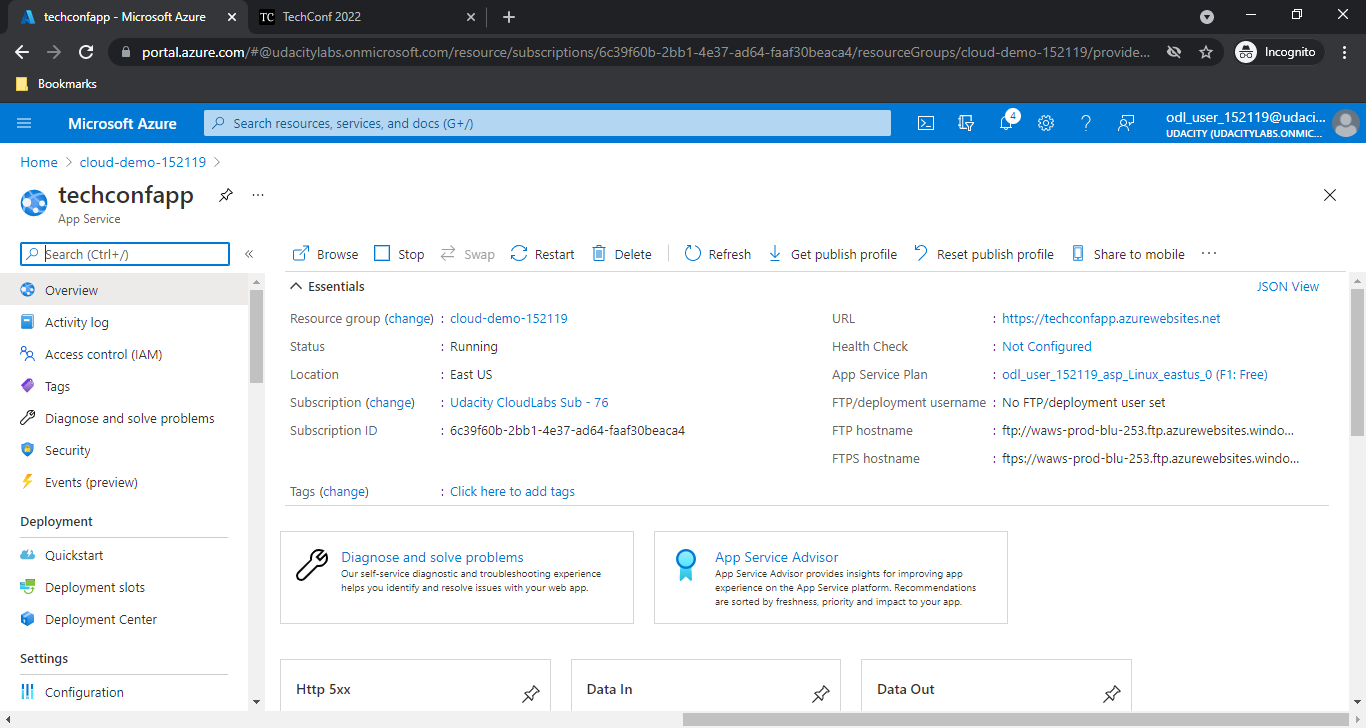 techconfapp - Microsoft Azure
TC TechConf 2022
portal.azure.com/#@udacitylabs.onmicrosoft.com/resource/subscriptions/6c39f60b-2bb1-4e37-ad64-faaf30beaca4/resourceGroups/cloud-demo-152119/provide...
Incognito
Bookmarks
Microsoft Azure
Search resources, services, and docs (G+/)
4
odl_user_152119@udaci...
UDACITY (UDACITYLABS.ONMIC...
Home > cloud-demo-152119 >
techconfapp
App Service
Search (Ctrl+/)
«
Overview
Activity log
Access control (IAM)
Tags
Diagnose and solve problems
Security
Events (preview)
Deployment
Quickstart
Deployment slots
Deployment Center
Settings
Configuration
Browse Stop Swap Restart Delete Refresh Get publish profile Reset publish profile Share to mobile ...
Essentials JSON View
Resource group (change) : cloud-demo-152119
Status : Running
Location : East US
Subscription (change) : Udacity CloudLabs Sub - 76
Subscription ID : 6c39f60b-2bb1-4e37-ad64-faaf30beaca4
URL : https://techconfapp.azurewebsites.net
Health Check : Not Configured
App Service Plan : odl_user_152119_asp_Linux_eastus_0 (F1: Free)
FTP/deployment username : No FTP/deployment user set
FTP hostname : ftp://waws-prod-blu-253.ftp.azurewebsites.windo...
FTPS hostname : ftps://waws-prod-blu-253.ftp.azurewebsites.windo...
Tags (change) : Click here to add tags
Diagnose and solve problems
Our self-service diagnostic and troubleshooting experience
helps you identify and resolve issues with your web app.
App Service Advisor
App Service Advisor provides insights for improving app
experience on the App Service platform. Recommendations
are sorted by freshness, priority and impact to your app.
Http 5xx
Data In
Data Out